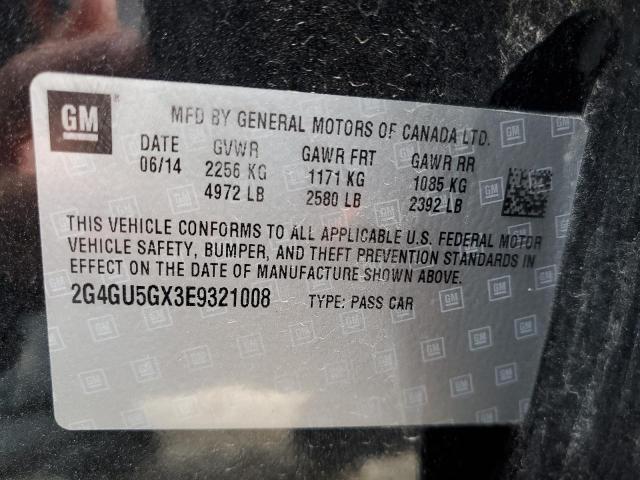 GM
MFD BY GENERAL MOTORS OF CANADA LTD.
DATE GVWR GAWR FRT GAWR RR
06/14 2256 KG 1171 KG 1085 KG
4972 LB 2580 LB 2392 LB
THIS VEHICLE CONFORMS TO ALL APPLICABLE U.S. FEDERAL MOTOR
VEHICLE SAFETY, BUMPER, AND THEFT PREVENTION STANDARDS IN
EFFECT ON THE DATE OF MANUFACTURE SHOWN ABOVE.
2G4GU5GX3E9321008 TYPE: PASS CAR